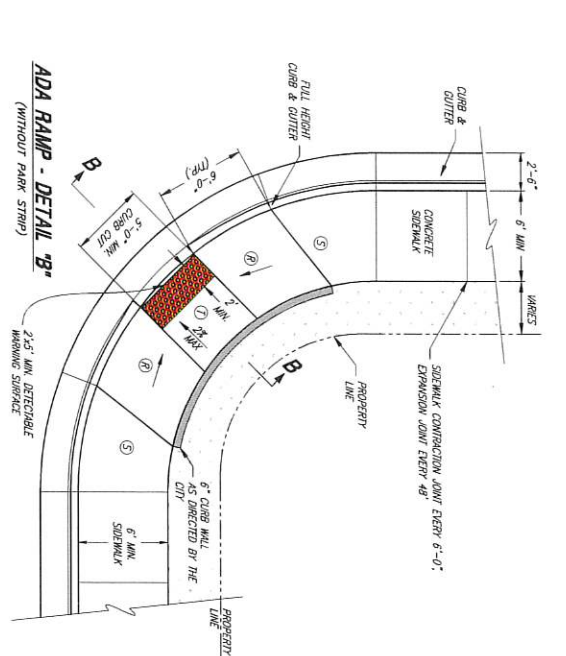 2'-6"
6' MIN
VARIES
CURB &
GUTTER
CONCRETE
SIDEWALK
SIDEWALK CONTRACTION JOINT EVERY 6'-0",
EXPANSION JOINT EVERY 48'
FULL HEIGHT
CURB & GUTTER
S
PROPERTY
LINE
6'-0"
(TYP.)
R
B
5'-0" MIN.
CURB CUT
2'
MIN.
T
2%
MAX
B
R
2'x5' MIN. DETECTABLE
WARNING SURFACE
S
6" CURB WALL
AS DIRECTED BY THE
CITY
6' MIN.
SIDEWALK
PROPERTY
LINE
ADA RAMP - DETAIL "B"
(WITHOUT PARK STRIP)